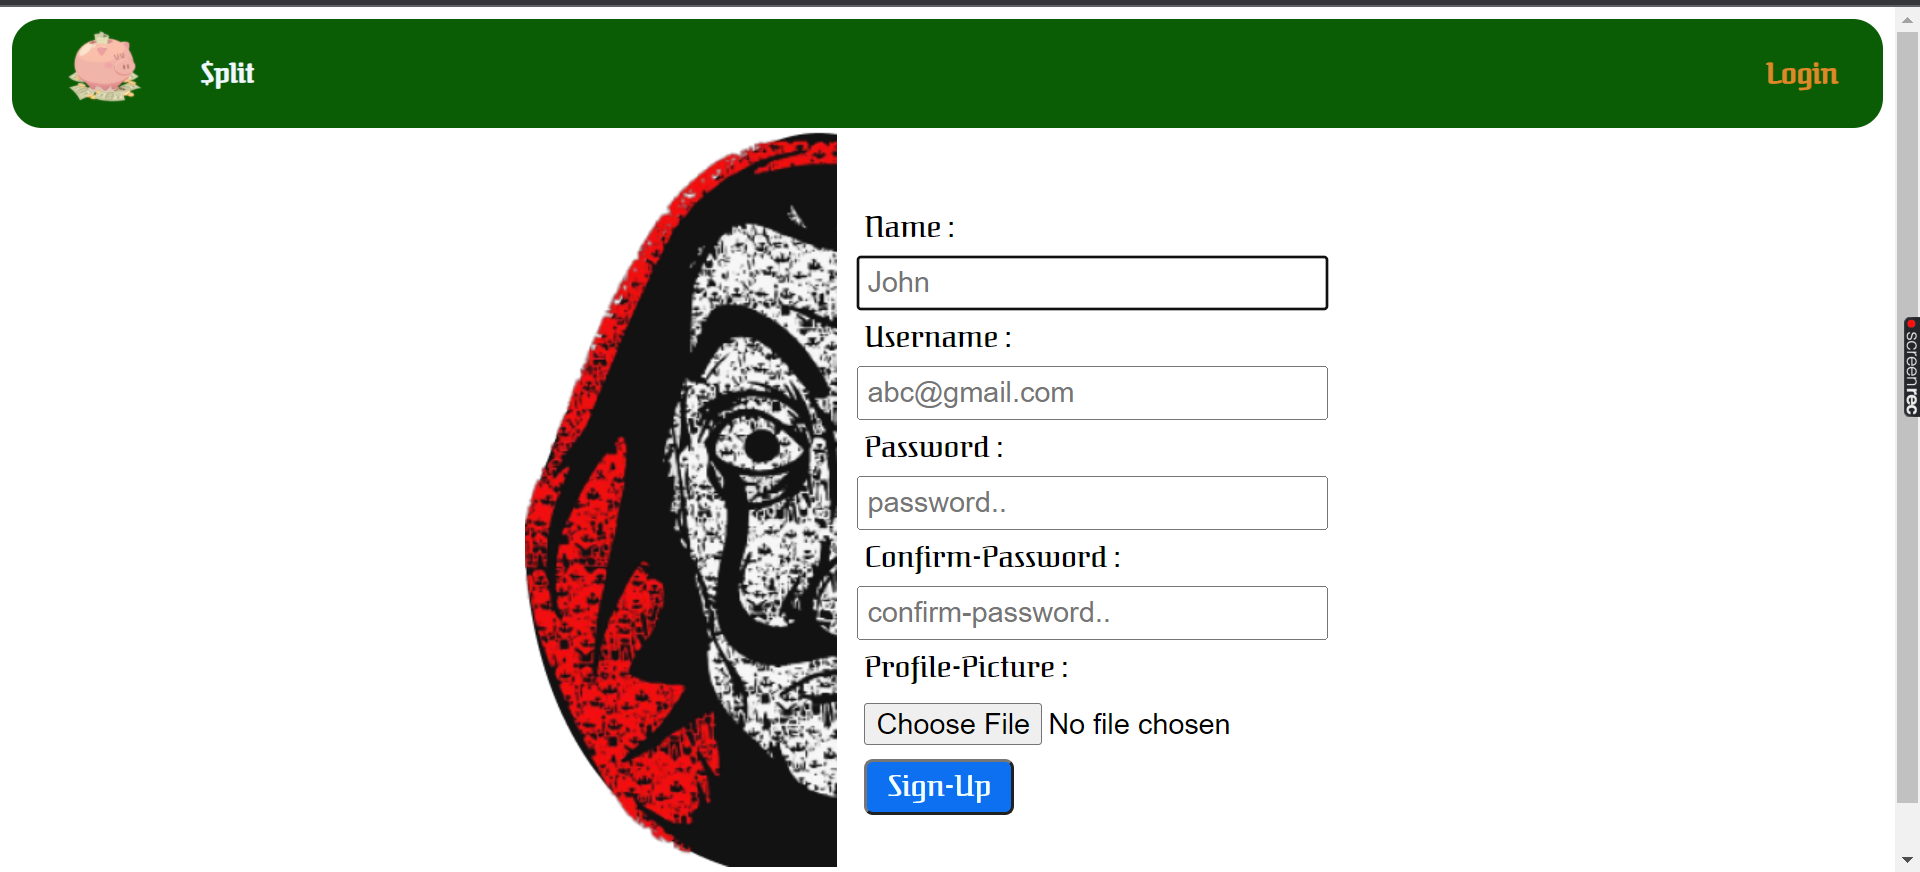 Split
Login
Name :
John
Username :
abc@gmail.com
Password :
password..
Confirm-Password :
confirm-password..
Profile-Picture :
Choose File No file chosen
Sign-Up
screenrec